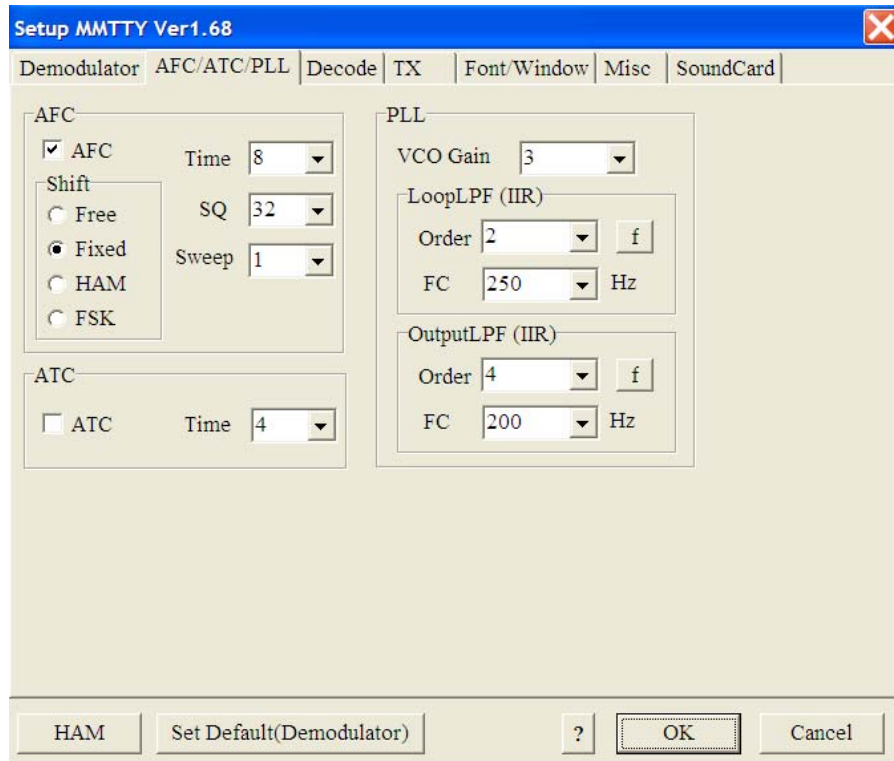 Setup MMTTY Ver1.68
Demodulator AFC/ATC/PLL Decode TX Font/Window Misc SoundCard
AFC
AFC
Time 8
Shift
Free
Fixed
HAM
FSK
SQ 32
Sweep 1
ATC
ATC Time 4
PLL
VCO Gain 3
LoopLPF (IIR)
Order 2 f
FC 250 Hz
OutputLPF (IIR)
Order 4 f
FC 200 Hz
HAM Set Default(Demodulator) ? OK Cancel